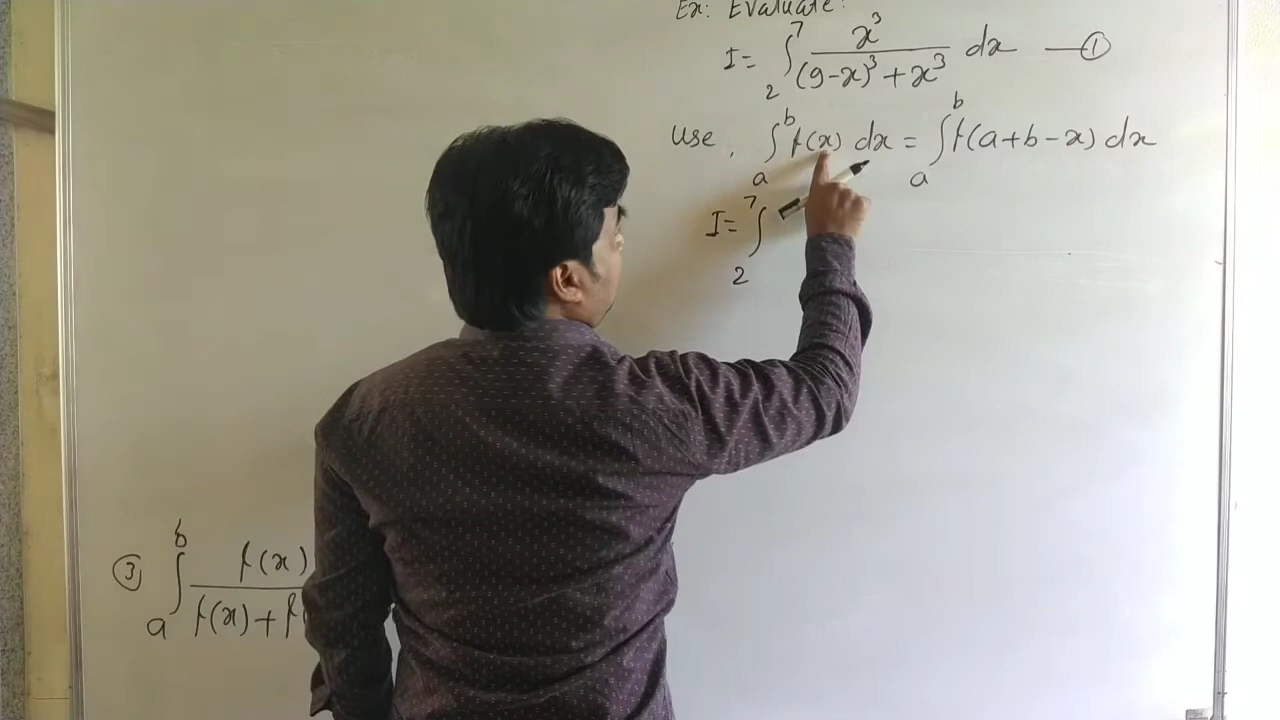 Ex: Evaluate:
I = ∫₂⁷ x³ / ((9-x)³ + x³) dx —①
Use, ∫ₐᵇ f(x) dx = ∫ₐᵇ f(a+b-x) dx
I = ∫₂⁷
③ ∫ₐᵇ f(x) / (f(x) + f(